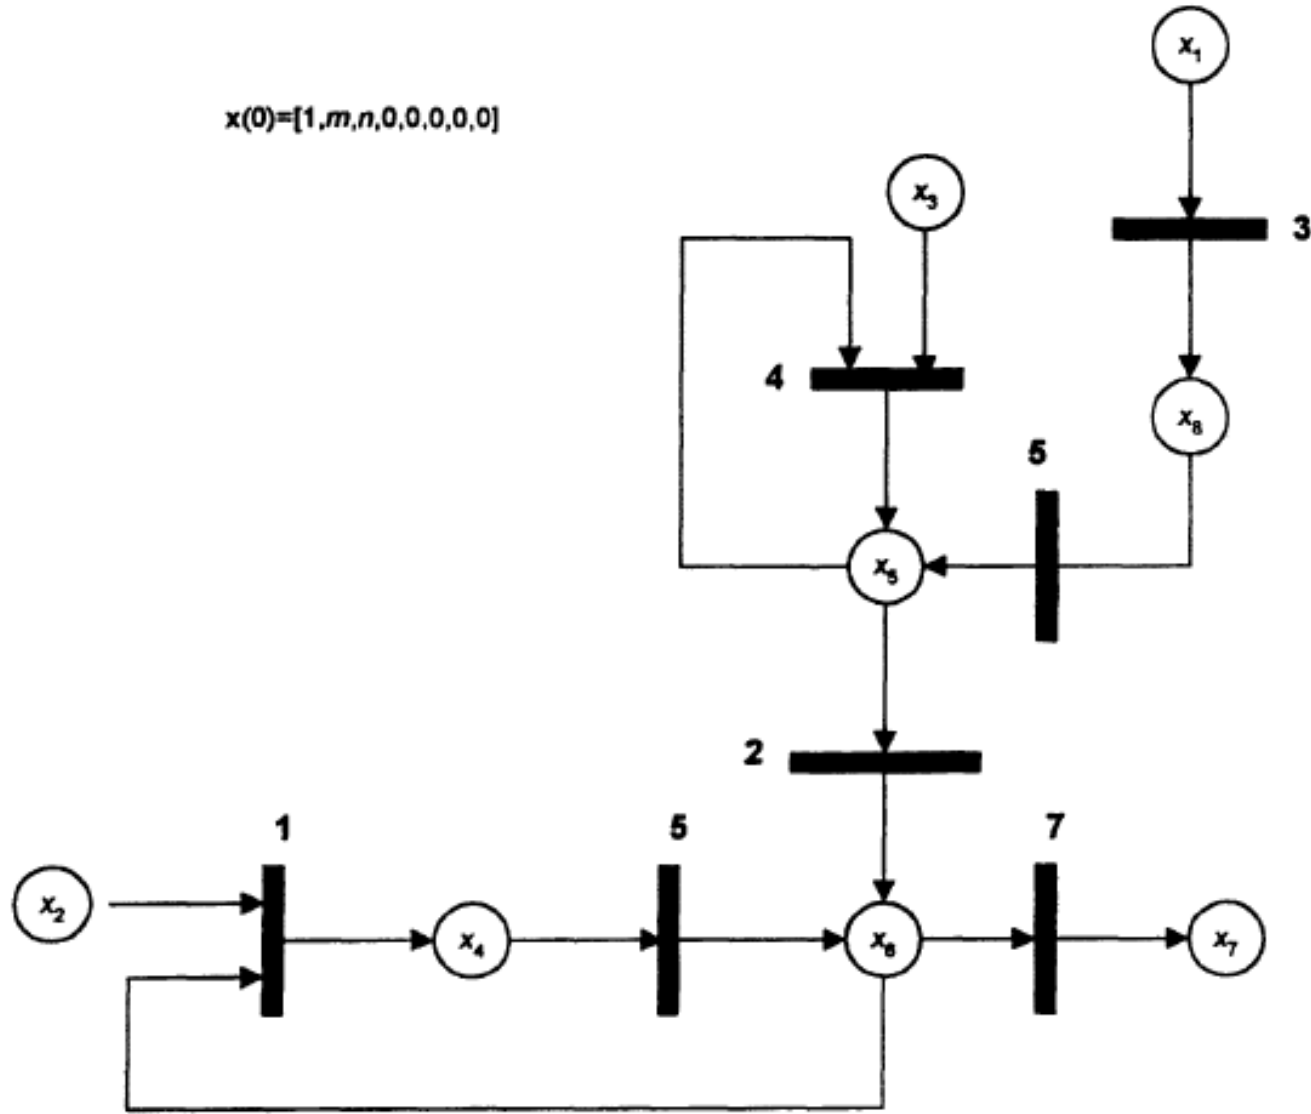 x₁
x(0)=[1,m,n,0,0,0,0,0]
x₃
3
4
x₈
5
x₅
2
1
5
7
x₂
x₄
x₆
x₇